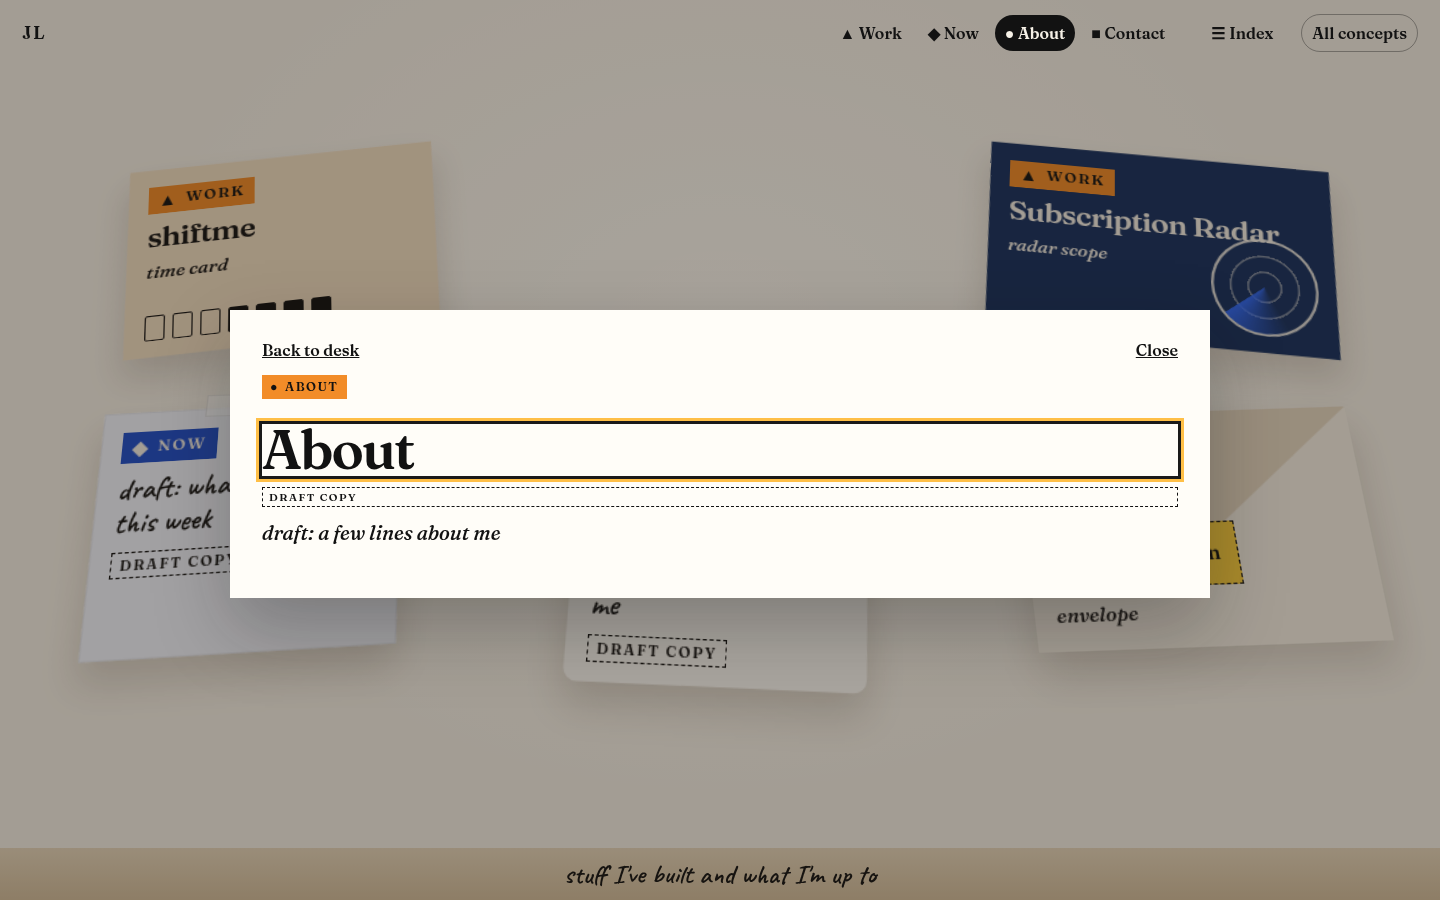 JL
▲ Work ◆ Now ● About ■ Contact ☰ Index All concepts
▲ WORK
shiftme
time card
▲ WORK
Subscription Radar
radar scope
Back to desk
Close
● ABOUT
About
DRAFT COPY
draft: a few lines about me
◆ NOW
draft:
this week
DRAFT COPY
me
DRAFT COPY
envelope
stuff I've built and what I'm up to